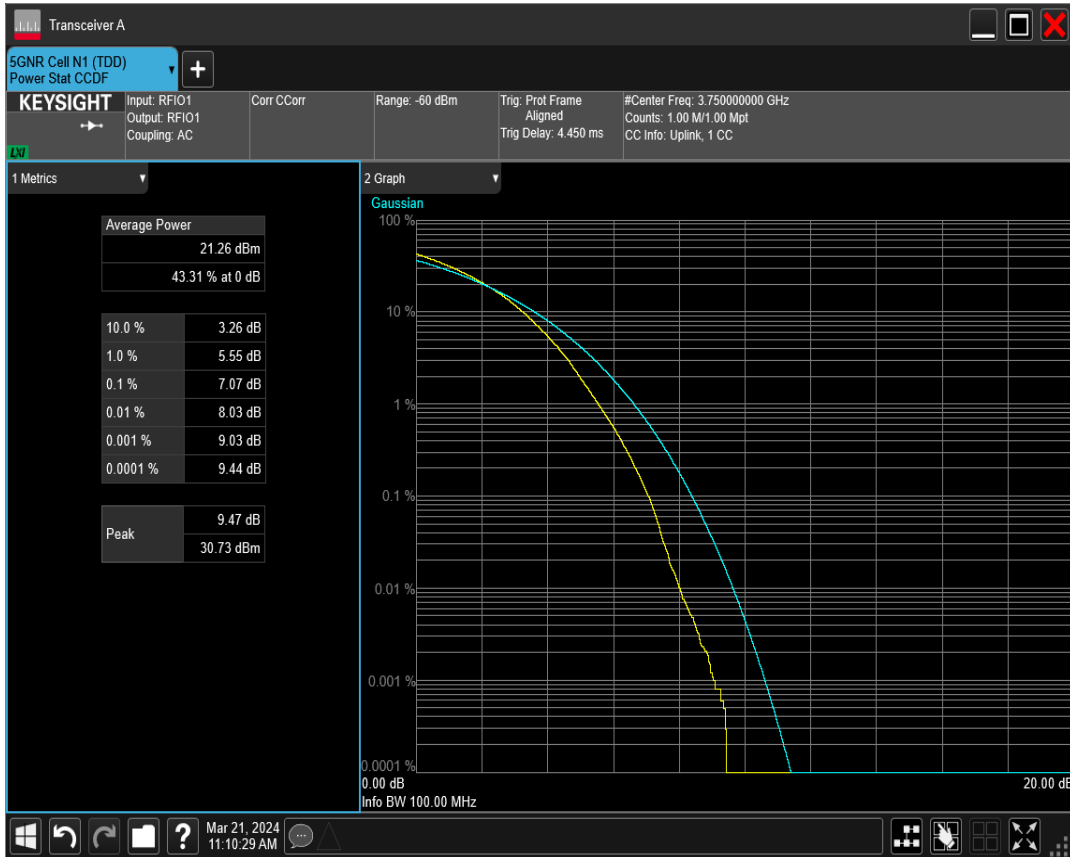 Transceiver A
5GNR Cell N1 (TDD)
Power Stat CCDF
+
KEYSIGHT
LXI
Input: RFIO1
Output: RFIO1
Coupling: AC
Corr CCorr
Range: -60 dBm
Trig: Prot Frame
Aligned
Trig Delay: 4.450 ms
#Center Freq: 3.750000000 GHz
Counts: 1.00 M/1.00 Mpt
CC Info: Uplink, 1 CC
1 Metrics
Average Power
21.26 dBm
43.31 % at 0 dB
10.0 % 3.26 dB
1.0 % 5.55 dB
0.1 % 7.07 dB
0.01 % 8.03 dB
0.001 % 9.03 dB
0.0001 % 9.44 dB
Peak
9.47 dB
30.73 dBm
2 Graph
Gaussian
100 %
10 %
1 %
0.1 %
0.01 %
0.001 %
0.0001 %
0.00 dB 20.00 dB
Info BW 100.00 MHz
?
Mar 21, 2024
11:10:29 AM